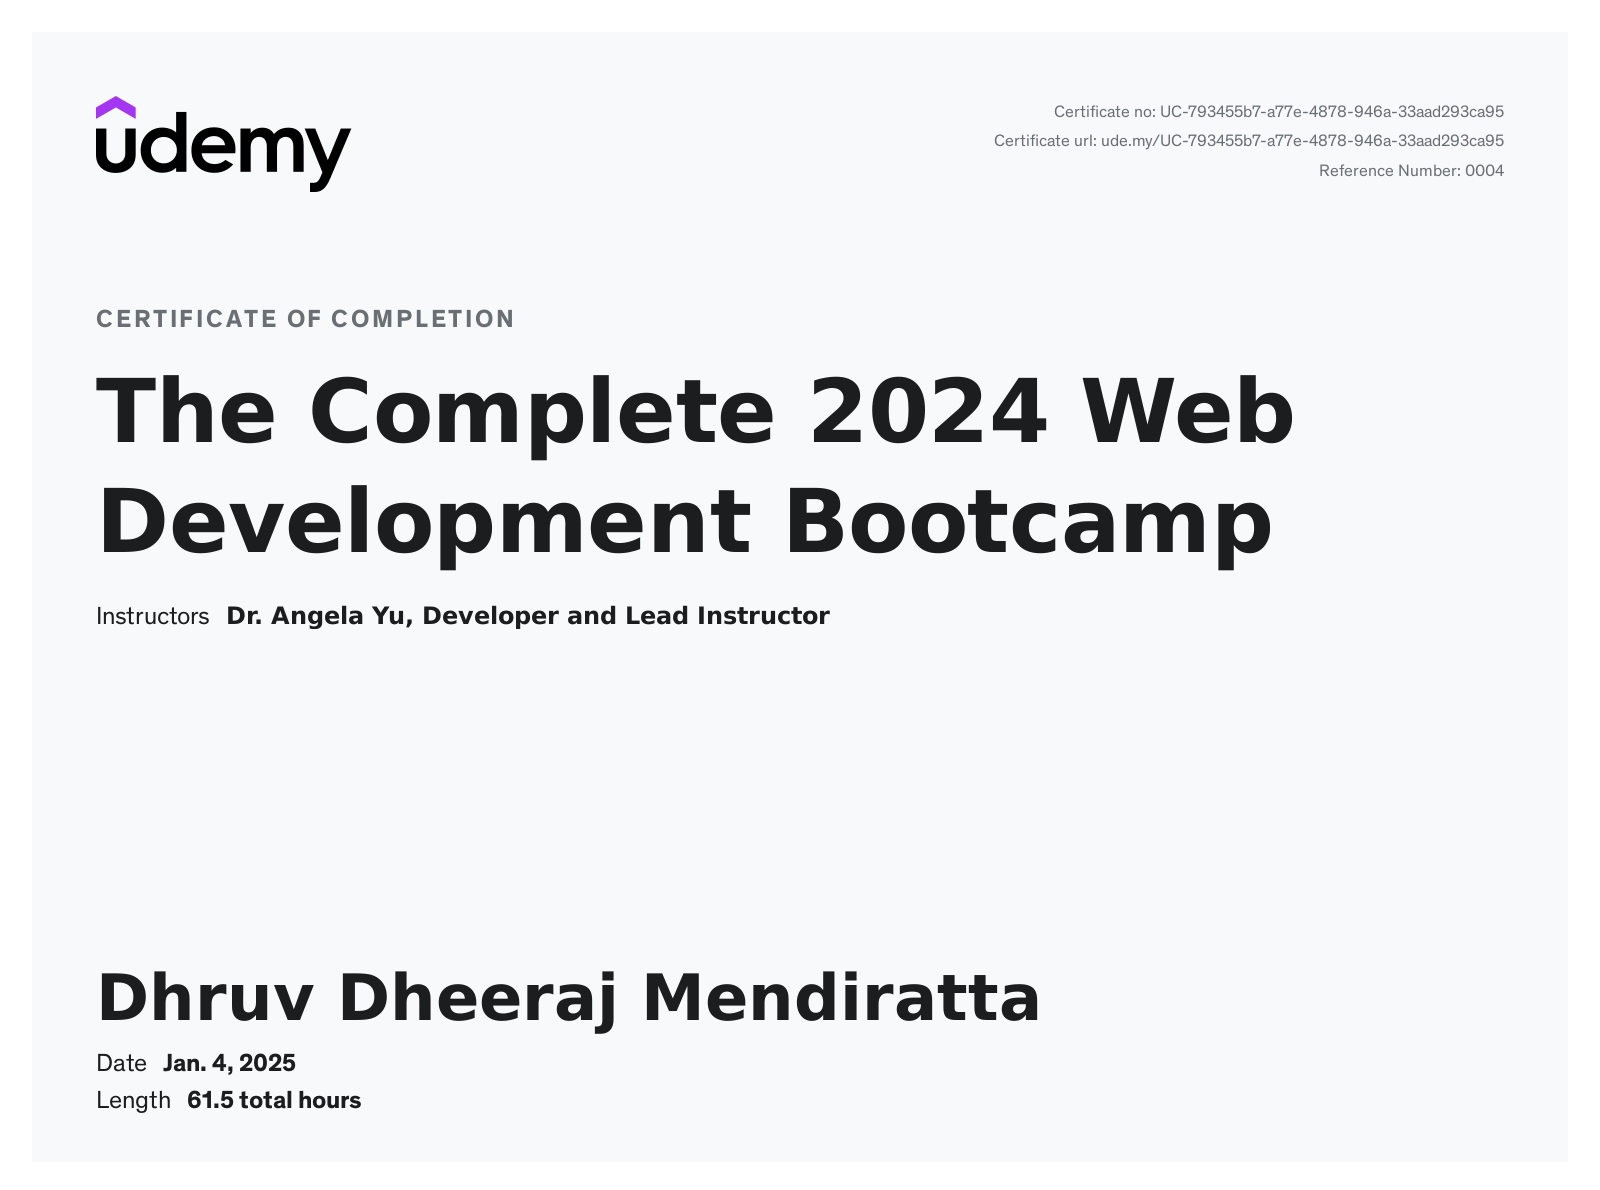 udemy
Certificate no: UC-793455b7-a77e-4878-946a-33aad293ca95
Certificate url: ude.my/UC-793455b7-a77e-4878-946a-33aad293ca95
Reference Number: 0004
CERTIFICATE OF COMPLETION
The Complete 2024 Web
Development Bootcamp
Instructors Dr. Angela Yu, Developer and Lead Instructor
Dhruv Dheeraj Mendiratta
Date Jan. 4, 2025
Length 61.5 total hours